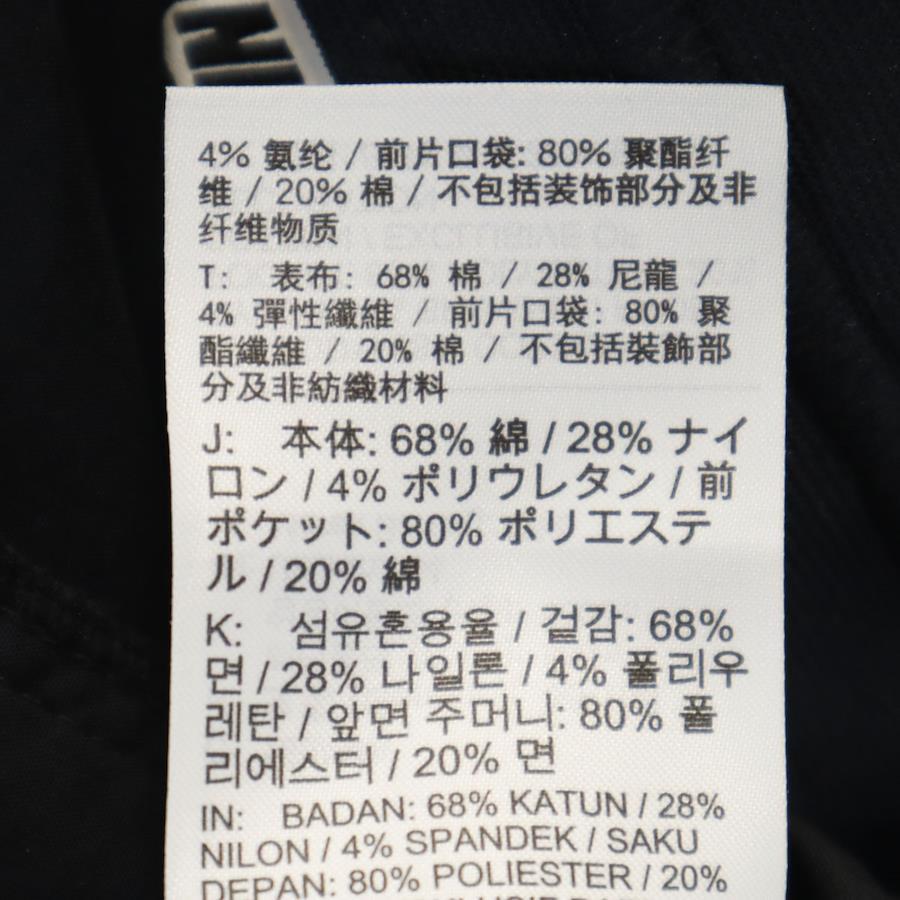 IN
4% 氨纶 / 前片口袋: 80% 聚酯纤
维 / 20% 棉 / 不包括装饰部分及非
纤维物质
T: 表布: 68% 棉 / 28% 尼龍 /
4% 彈性纖維 / 前片口袋: 80% 聚
酯纖維 / 20% 棉 / 不包括裝飾部
分及非紡織材料
J: 本体: 68% 綿 / 28% ナイ
ロン / 4% ポリウレタン / 前
ポケット: 80% ポリエステ
ル / 20% 綿
K: 섬유혼용율 / 겉감: 68%
면 / 28% 나일론 / 4% 폴리우
레탄 / 앞면 주머니: 80% 폴
리에스터 / 20% 면
IN: BADAN: 68% KATUN / 28%
NILON / 4% SPANDEK / SAKU
DEPAN: 80% POLIESTER / 20%